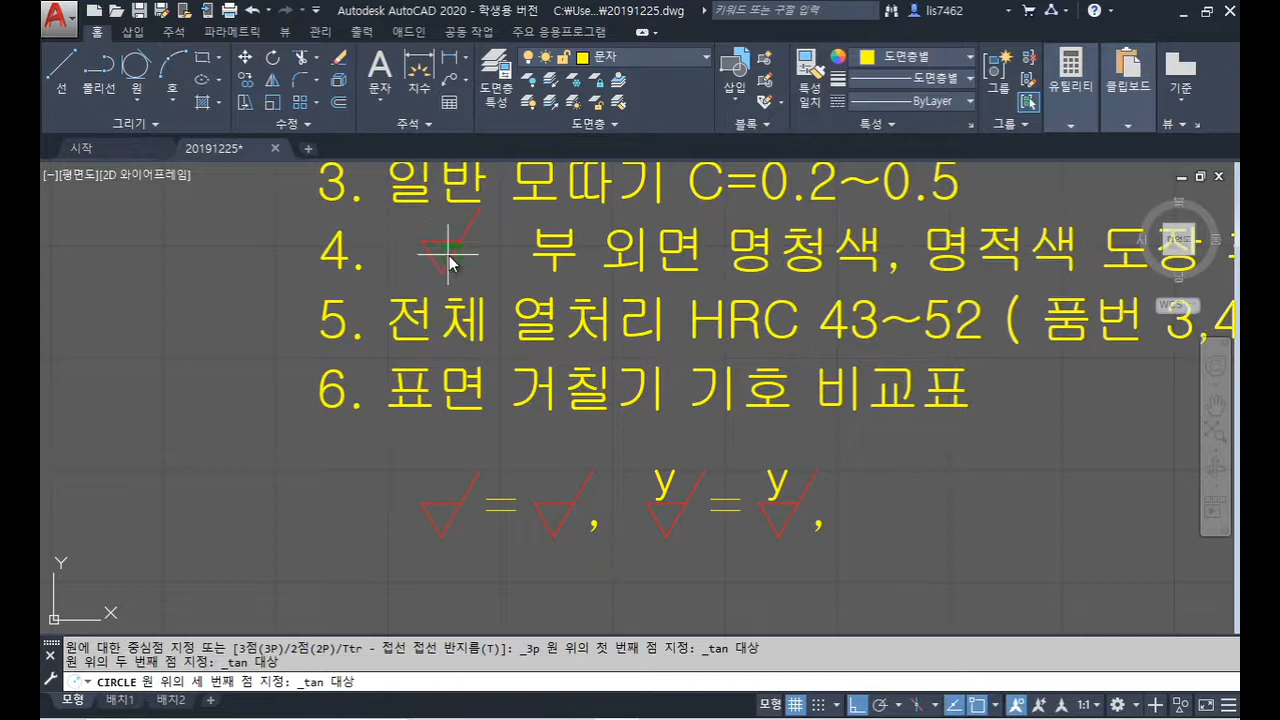 Autodesk AutoCAD 2020 - 학생용 버전 C:₩Use...₩20191225.dwg 키워드 또는 구절 입력 lis7462
홈 삽입 주석 파라메트릭 뷰 관리 출력 애드인 공동 작업 주요 응용프로그램
선 폴리선 원 호 문자 치수 도면층 특성 문자 삽입 특성 일치 도면층별 도면층별 ByLayer 그룹 유틸리티 클립보드 기준
그리기 수정 주석 도면층 블록 특성 그룹 뷰
시작 20191225*
[−][평면도][2D 와이어프레임]
북
동
WCS
3. 일반 모따기 C=0.2~0.5
4. 부 외면 명청색, 명적색 도장
5. 전체 열처리 HRC 43~52 ( 품번 3,4
6. 표면 거칠기 기호 비교표
= , y = y ,
Y
X
원에 대한 중심점 지정 또는 [3점(3P)/2점(2P)/Ttr - 접선 접선 반지름(T)]: _3p 원 위의 첫 번째 점 지정: _tan 대상
원 위의 두 번째 점 지정: _tan 대상
CIRCLE 원 위의 세 번째 점 지정: _tan 대상
모형 배치1 배치2 + 모형 1:1